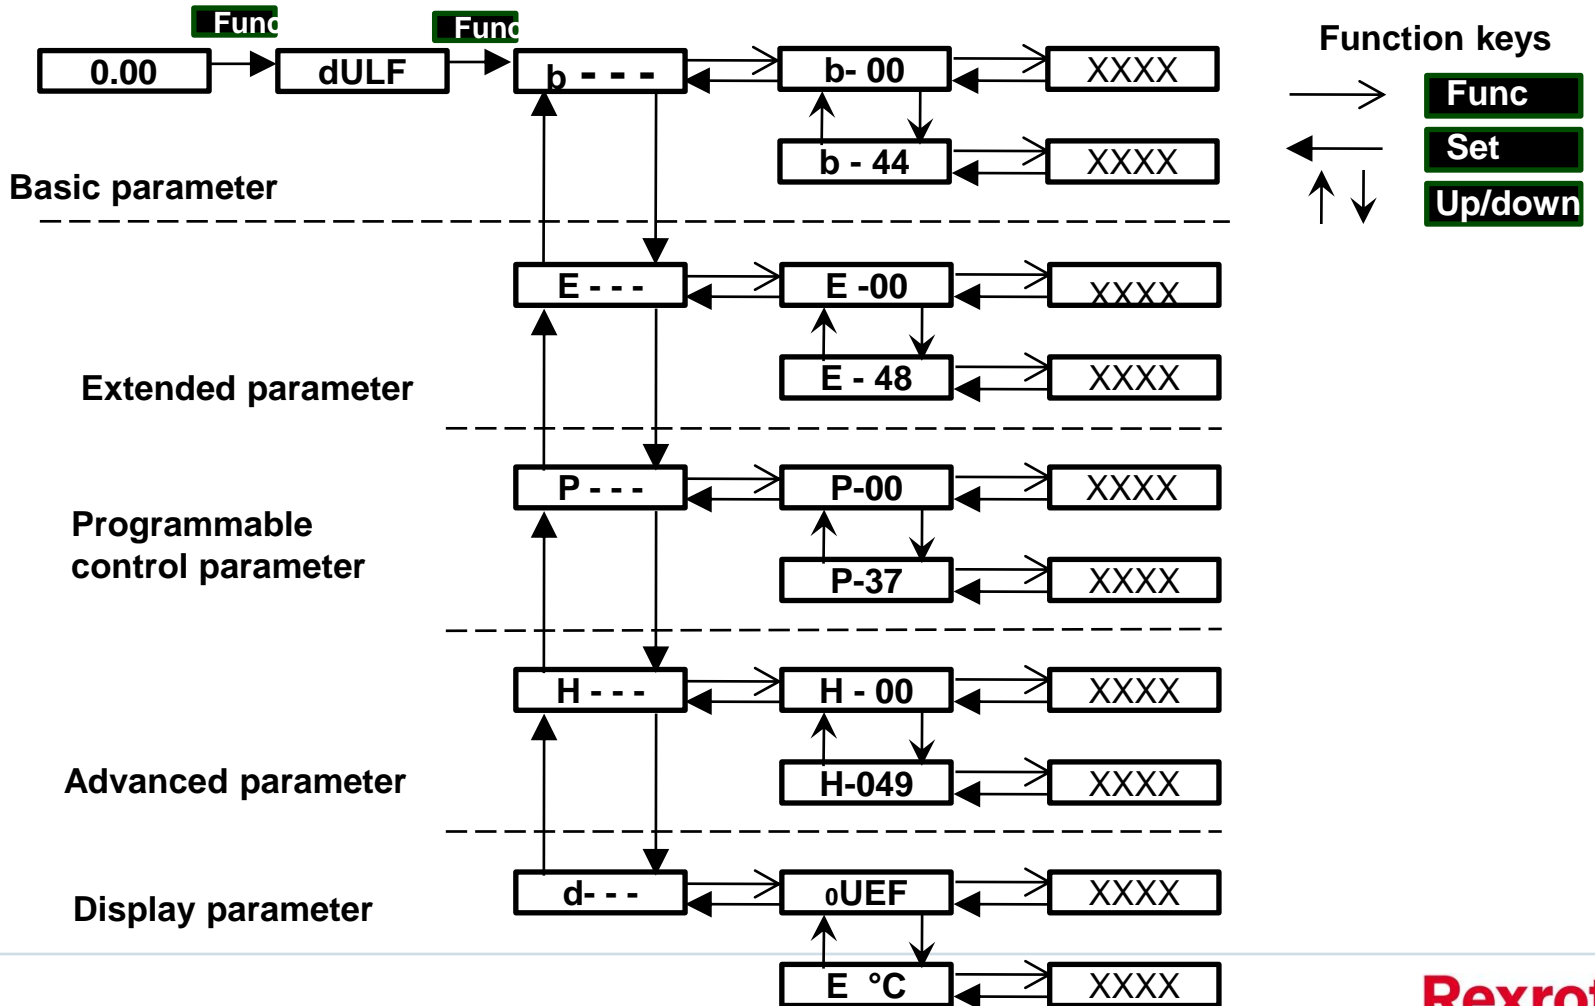 Func
Func
Function keys
0.00
dULF
b - - -
b- 00
XXXX
Func
b - 44
XXXX
Set
Basic parameter
Up/down
E - - -
E -00
XXXX
E - 48
XXXX
Extended parameter
P - - -
P-00
XXXX
Programmable
control parameter
P-37
XXXX
H - - -
H - 00
XXXX
Advanced parameter
H-049
XXXX
d- - -
0UEF
XXXX
Display parameter
E °C
XXXX
Rexrot